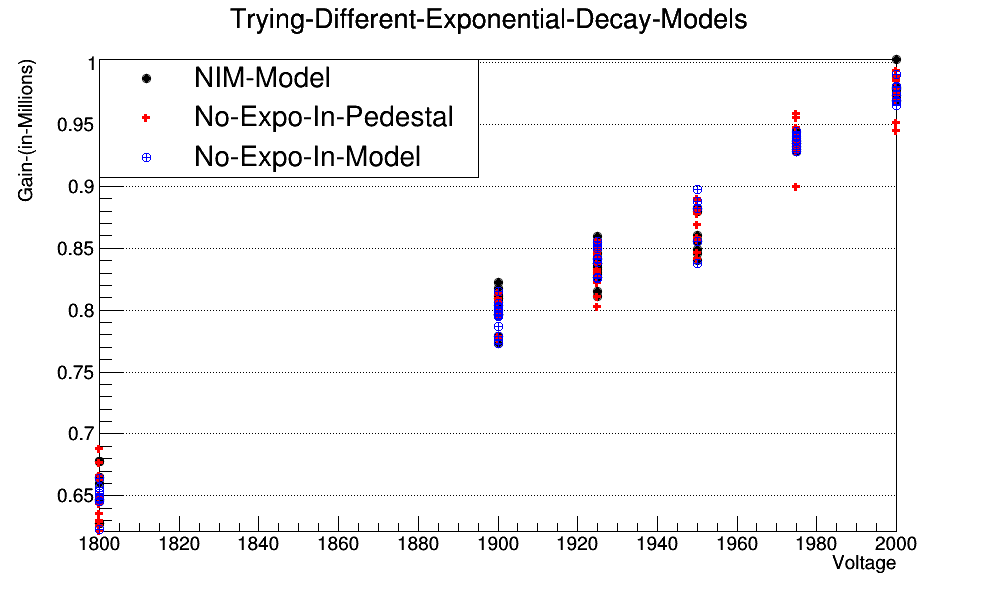 Trying-Different-Exponential-Decay-Models
Gain-(in-Millions)
NIM-Model
No-Expo-In-Pedestal
No-Expo-In-Model
1
0.95
0.9
0.85
0.8
0.75
0.7
0.65
1800 1820 1840 1860 1880 1900 1920 1940 1960 1980 2000
Voltage